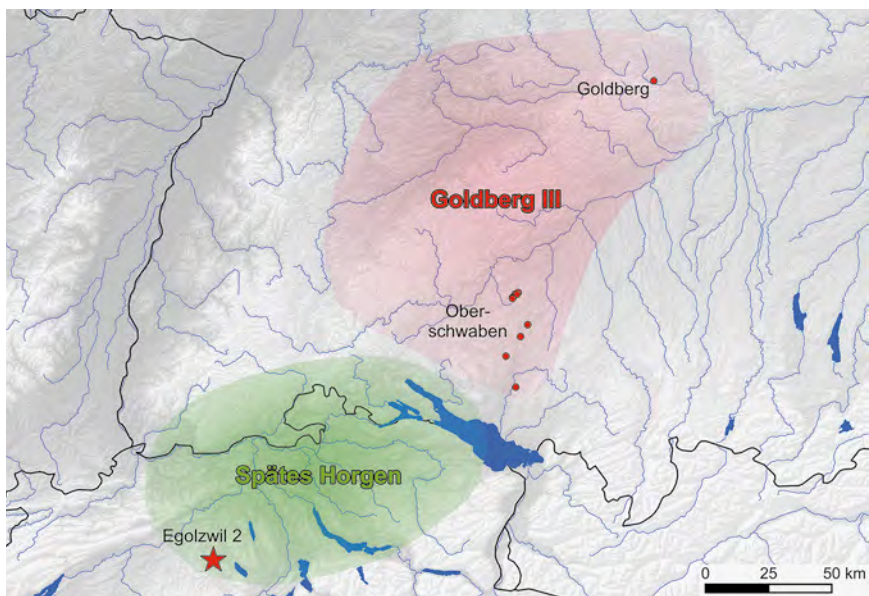 Goldberg
Goldberg III
Ober-
schwaben
Spätes Horgen
Egolzwil 2
0 25 50 km